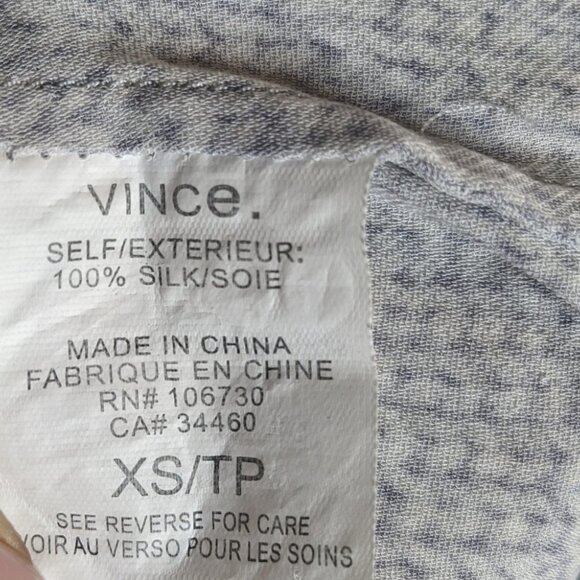 VINCe.
SELF/EXTERIEUR:
100% SILK/SOIE
MADE IN CHINA
FABRIQUE EN CHINE
RN# 106730
CA# 34460
XS/TP
SEE REVERSE FOR CARE
VOIR AU VERSO POUR LES SOINS